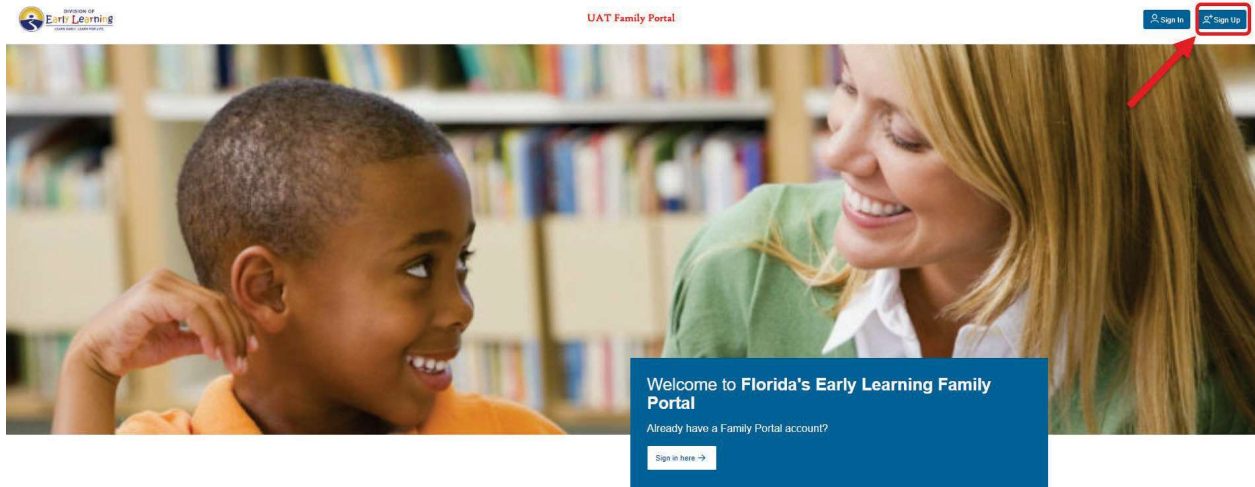 DIVISION OF
Early Learning
LEARN EARLY. LEARN FOR LIFE.
UAT Family Portal
Sign In
Sign Up
Welcome to Florida's Early Learning Family
Portal
Already have a Family Portal account?
Sign in here →